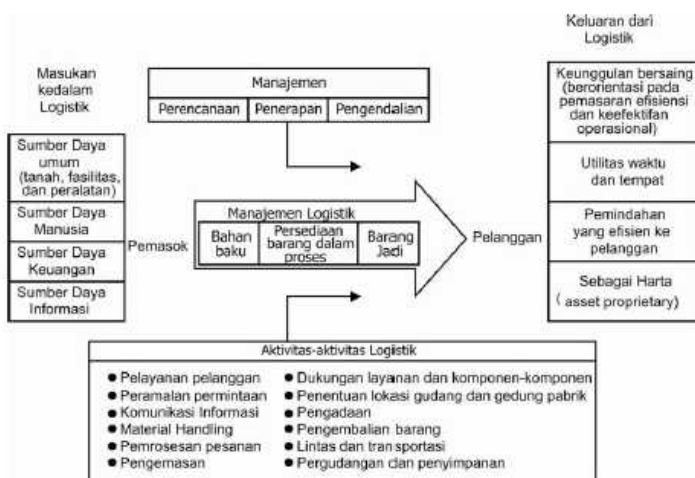 Masukan
kedalam
Logistik
Sumber Daya
umum
(tanah, fasilitas,
dan peralatan)
Sumber Daya
Manusia
Sumber Daya
Keuangan
Sumber Daya
Informasi
Manajemen
Perencanaan Penerapan Pengendalian
Pemasok
Manajemen Logistik
Bahan
baku
Persediaan
barang dalam
proses
Barang
Jadi
Pelanggan
Keluaran dari
Logistik
Keunggulan bersaing
(berorientasi pada
pemasaran efisiensi
dan keefektifan
operasional)
Utilitas waktu
dan tempat
Pemindahan
yang efisien ke
pelanggan
Sebagai Harta
( asset proprietary)
Aktivitas-aktivitas Logiistik
● Pelayanan pelanggan
● Peramalan permintaan
● Komunikasi Informasi
● Material Handling
● Pemrosesan pesanan
● Pengemasan
● Dukungan layanan dan komponen-komponen
● Penentuan lokasi gudang dan gedung pabrik
● Pengadaan
● Pengembalian barang
● Lintas dan tran sportasi
● Pergudangan dan penyimpanan